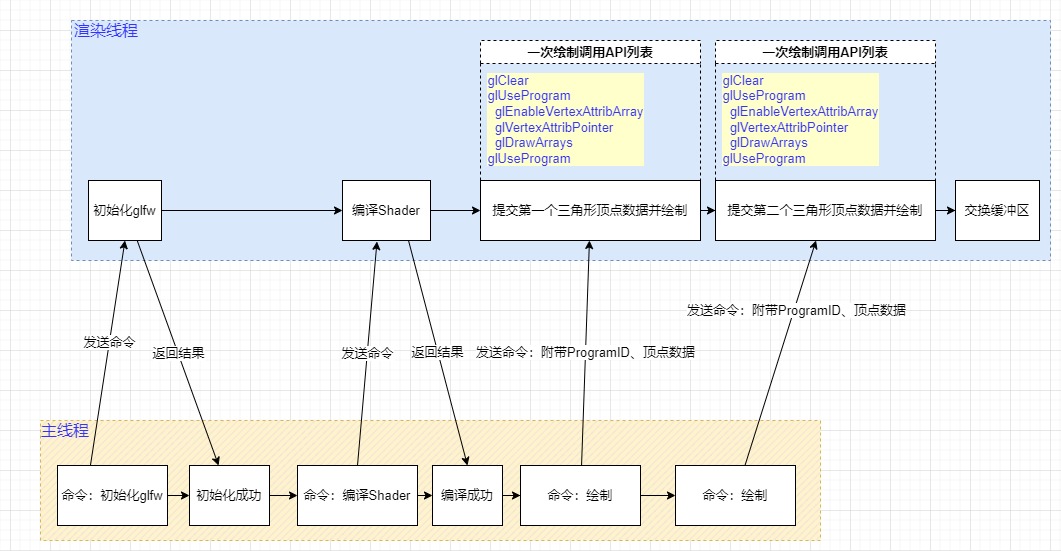 渲染线程
一次绘制调用API列表
glClear
glUseProgram
glEnableVertexAttribArray
glVertexAttribPointer
glDrawArrays
glUseProgram
一次绘制调用API列表
glClear
glUseProgram
glEnableVertexAttribArray
glVertexAttribPointer
glDrawArrays
glUseProgram
初始化glfw
编译Shader
提交第一个三角形顶点数据并绘制
提交第二个三角形顶点数据并绘制
交换缓冲区
发送命令
返回结果
发送命令
返回结果
发送命令：附带ProgramID、顶点数据
发送命令：附带ProgramID、顶点数据
主线程
命令：初始化glfw
初始化成功
命令：编译Shader
编译成功
命令：绘制
命令：绘制